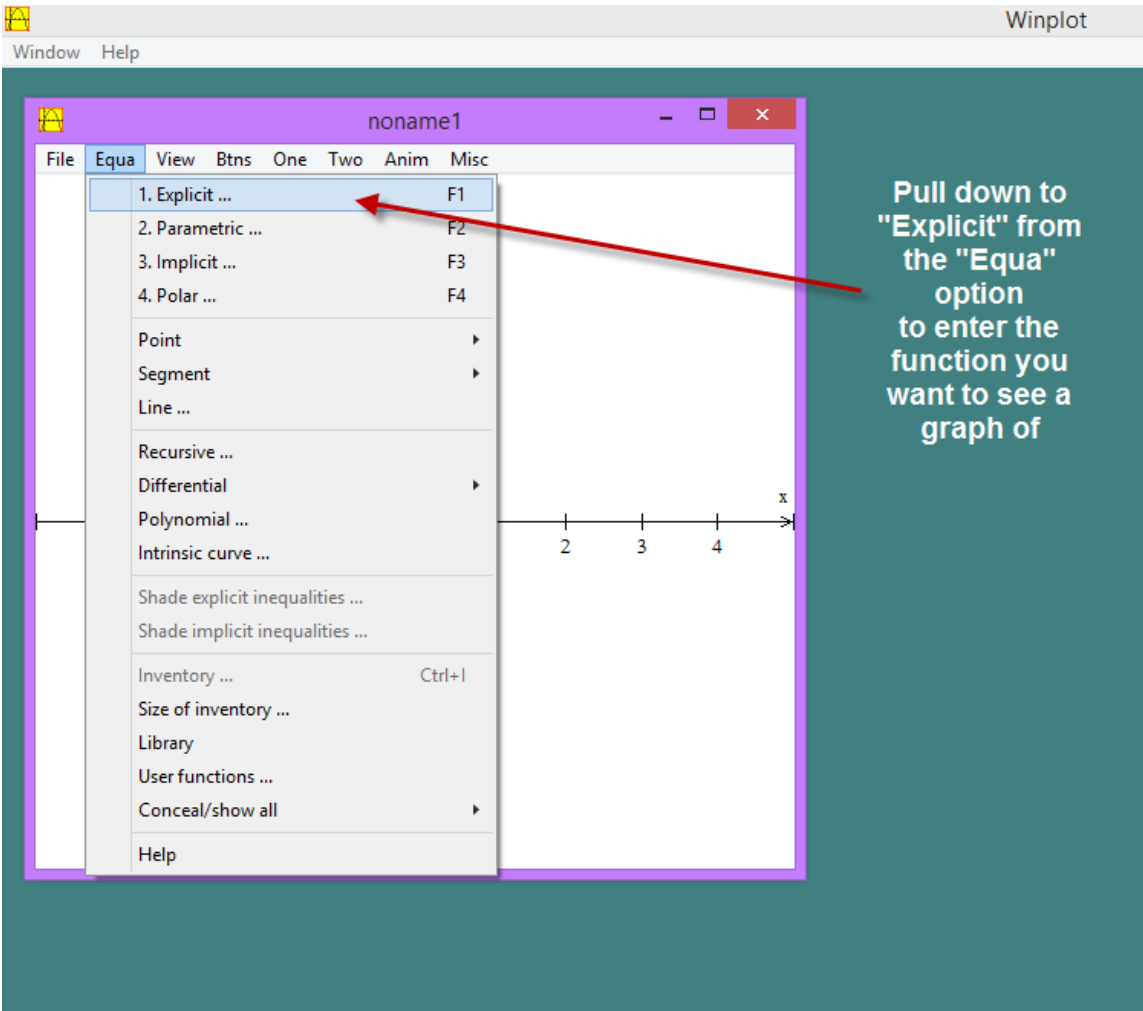 Winplot
Window Help
noname1
File Equa View Btns One Two Anim Misc
1. Explicit ... F1
2. Parametric ... F2
3. Implicit ... F3
4. Polar ... F4
Point
Segment
Line ...
Recursive ...
Differential
Polynomial ...
Intrinsic curve ...
Shade explicit inequalities ...
Shade implicit inequalities ...
Inventory ... Ctrl+I
Size of inventory ...
Library
User functions ...
Conceal/show all
Help
x
2 3 4
Pull down to
"Explicit" from
the "Equa"
option
to enter the
function you
want to see a
graph of